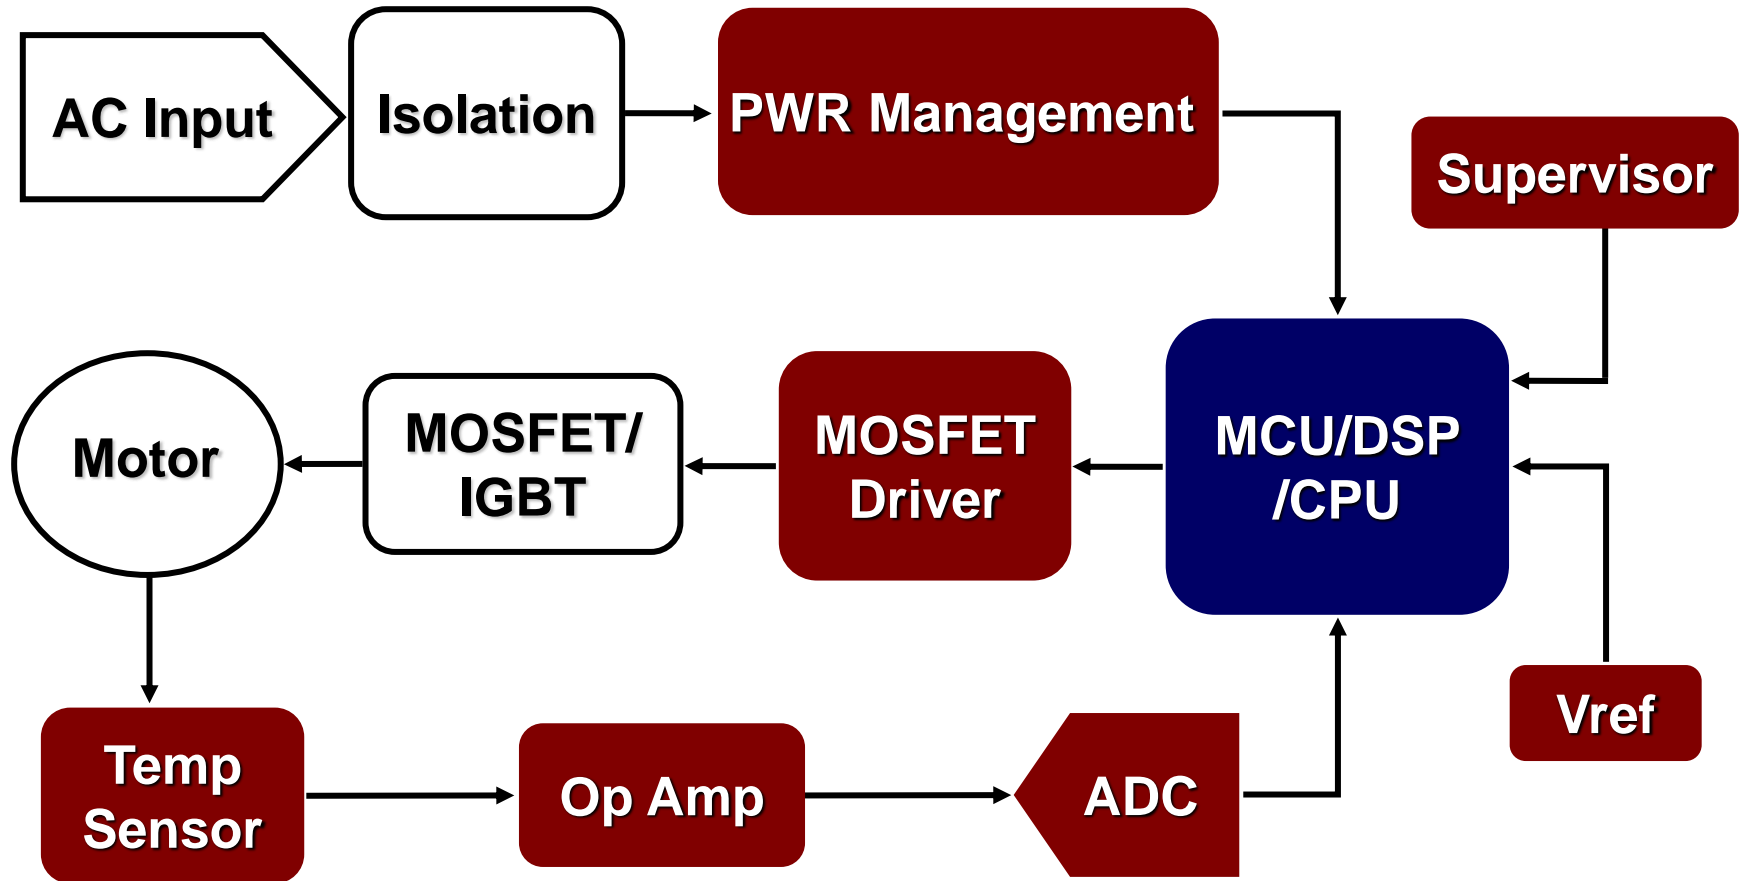 AC Input
Isolation
PWR Management
Supervisor
Motor
MOSFET/
IGBT
MOSFET
Driver
MCU/DSP
/CPU
Vref
Temp
Sensor
Op Amp
ADC